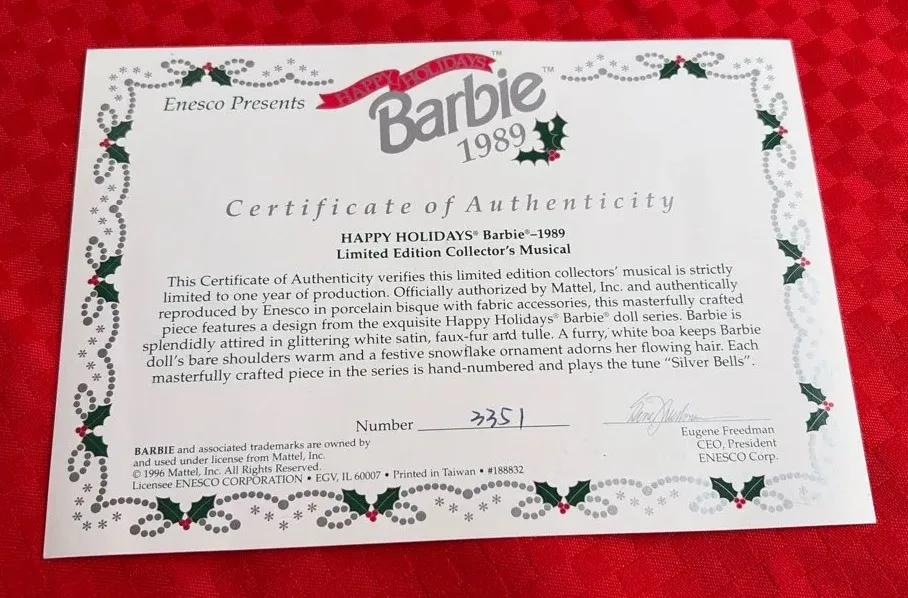 Enesco Presents
HAPPY HOLIDAYS™
Barbie™
1989
Certificate of Authenticity
HAPPY HOLIDAYS® Barbie®–1989
Limited Edition Collector's Musical
This Certificate of Authenticity verifies this limited edition collectors' musical is strictly
limited to one year of production. Officially authorized by Mattel, Inc. and authentically
reproduced by Enesco in porcelain bisque with fabric accessories, this masterfully crafted
piece features a design from the exquisite Happy Holidays® Barbie® doll series. Barbie is
splendidly attired in glittering white satin, faux-fur and tulle. A furry, white boa keeps Barbie
doll's bare shoulders warm and a festive snowflake ornament adorns her flowing hair. Each
masterfully crafted piece in the series is hand-numbered and plays the tune "Silver Bells".
Number 3351
Eugene Freedman
CEO, President
ENESCO Corp.
BARBIE and associated trademarks are owned by
and used under license from Mattel, Inc.
© 1996 Mattel, Inc. All Rights Reserved.
Licensee ENESCO CORPORATION • EGV, IL 60007 • Printed in Taiwan • #188832